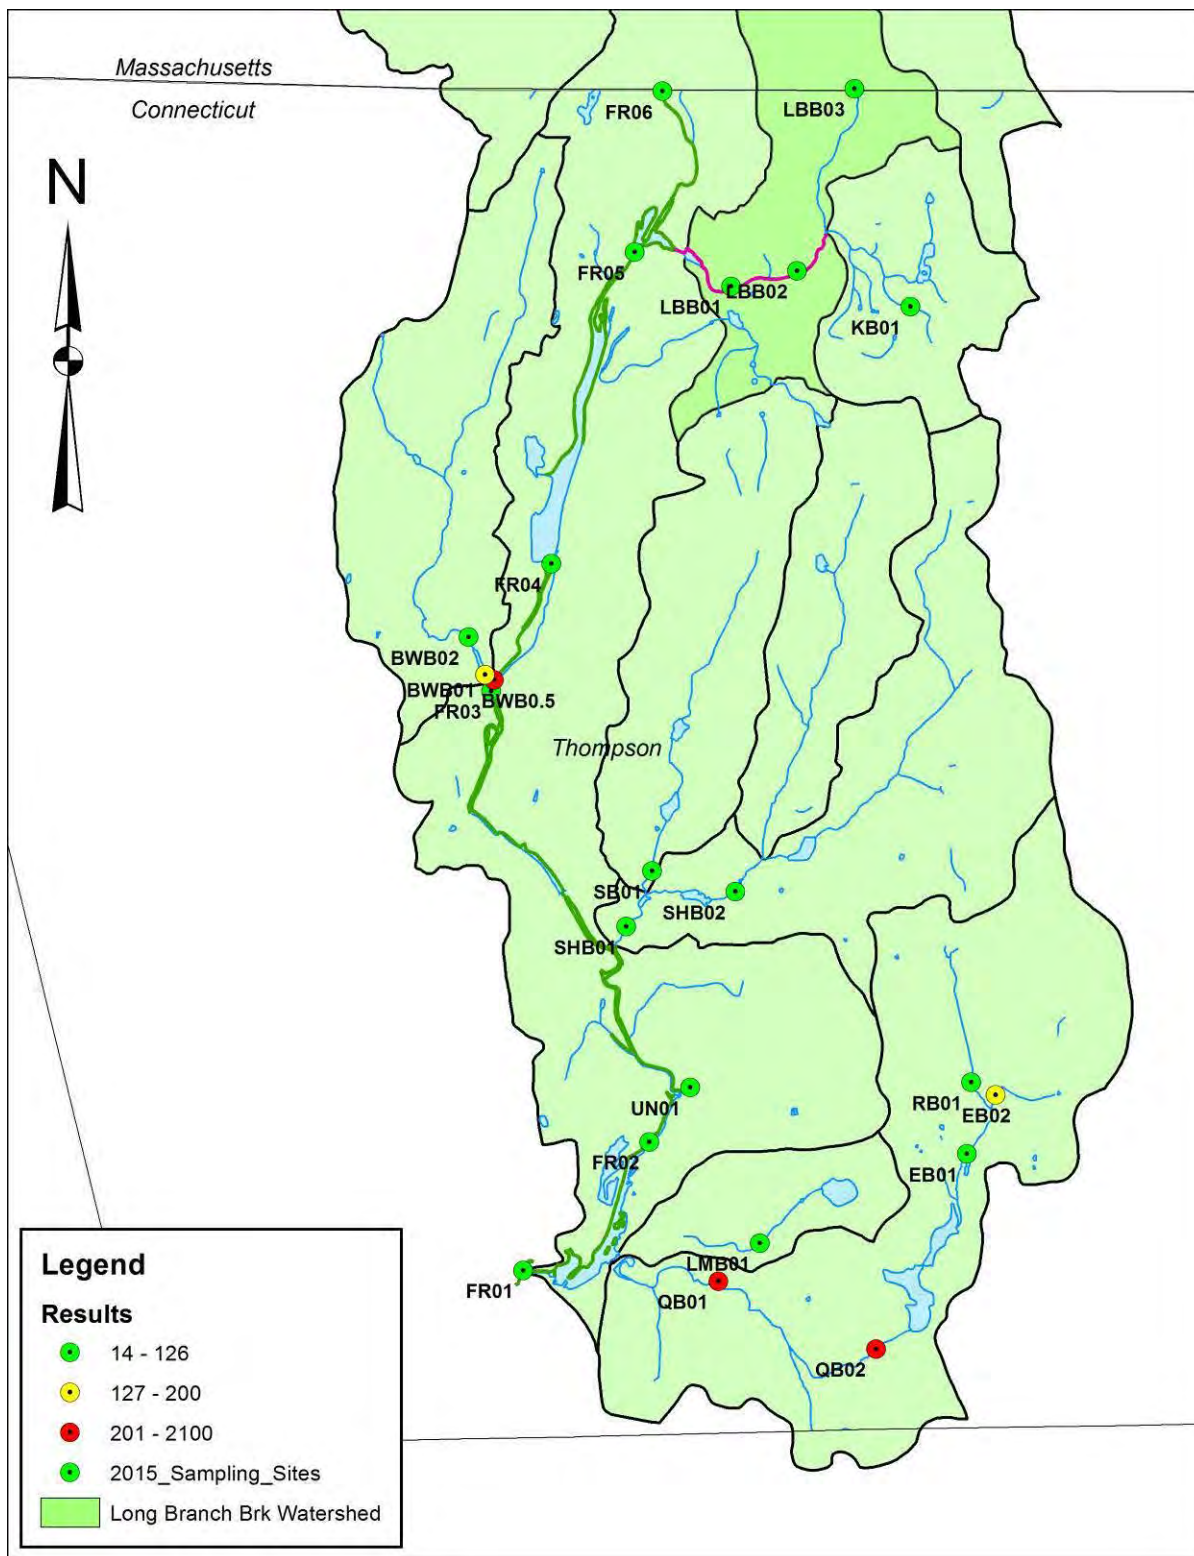 Massachusetts
Connecticut
N
FR06
LBB03
FR05
LBB01
LBB02
KB01
FR04
BWB02
BWB01
BWB0.5
FR03
Thompson
SB01
SHB02
SHB01
UN01
RB01
EB02
FR02
EB01
LMB01
FR01
QB01
QB02
Legend
Results
14 - 126
127 - 200
201 - 2100
2015_Sampling_Sites
Long Branch Brk Watershed